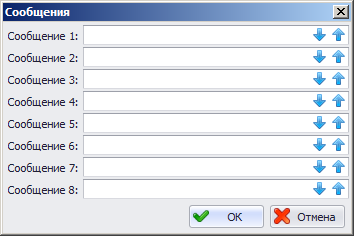 Сообщения
Сообщение 1:
Сообщение 2:
Сообщение 3:
Сообщение 4:
Сообщение 5:
Сообщение 6:
Сообщение 7:
Сообщение 8:
OK Отмена